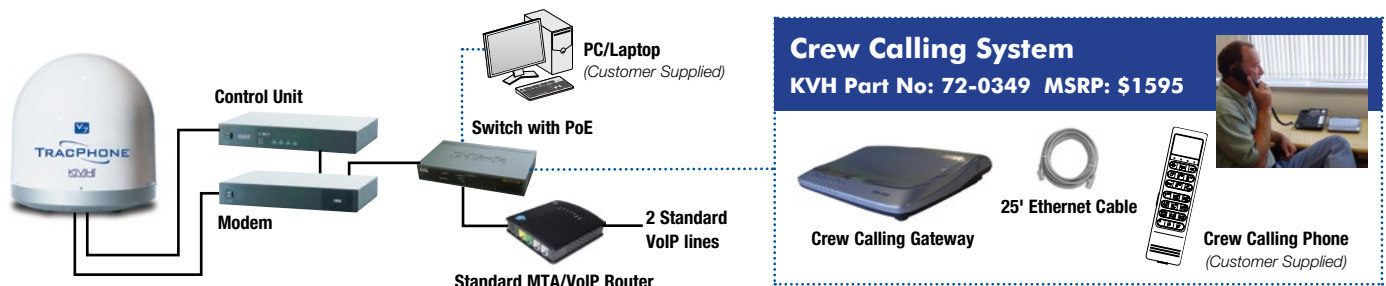 V7
TRACPHONE
KVH
Control Unit
Modem
PC/Laptop
(Customer Supplied)
Switch with PoE
2 Standard
VoIP lines
Standard MTA/VoIP Router
Crew Calling System
KVH Part No: 72-0349 MSRP: $1595
Crew Calling Gateway
25' Ethernet Cable
Crew Calling Phone
(Customer Supplied)